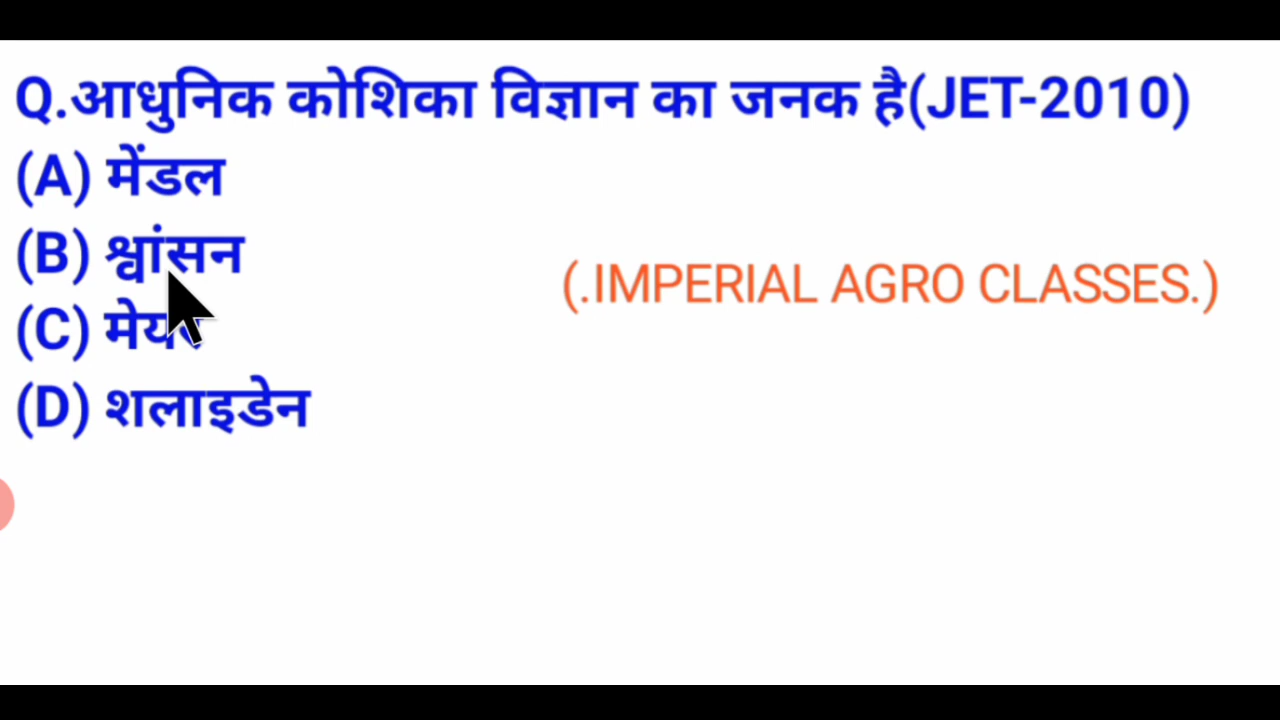 Q.आधुनिक कोशिका विज्ञान का जनक है(JET-2010)
(A) मेंडल
(B) श्वांसन
(.IMPERIAL AGRO CLASSES.)
(C)
(D) शलाइडेन